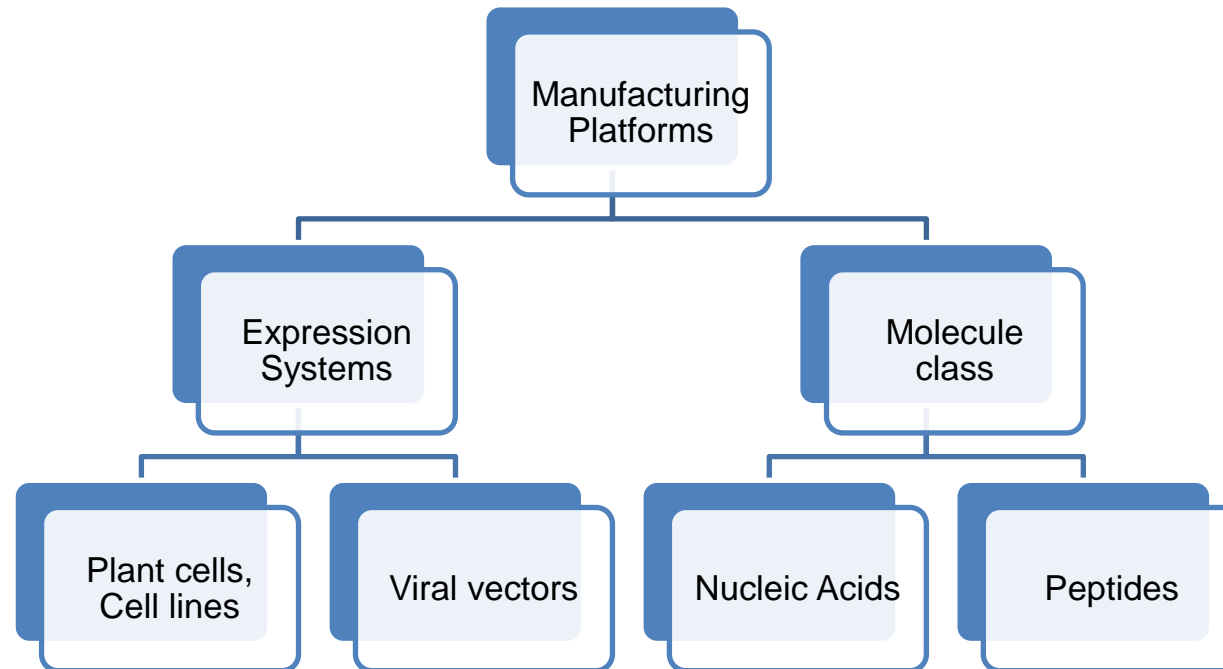 Manufacturing
Platforms
Expression
Systems
Molecule
class
Plant cells,
Cell lines
Viral vectors
Nucleic Acids
Peptides